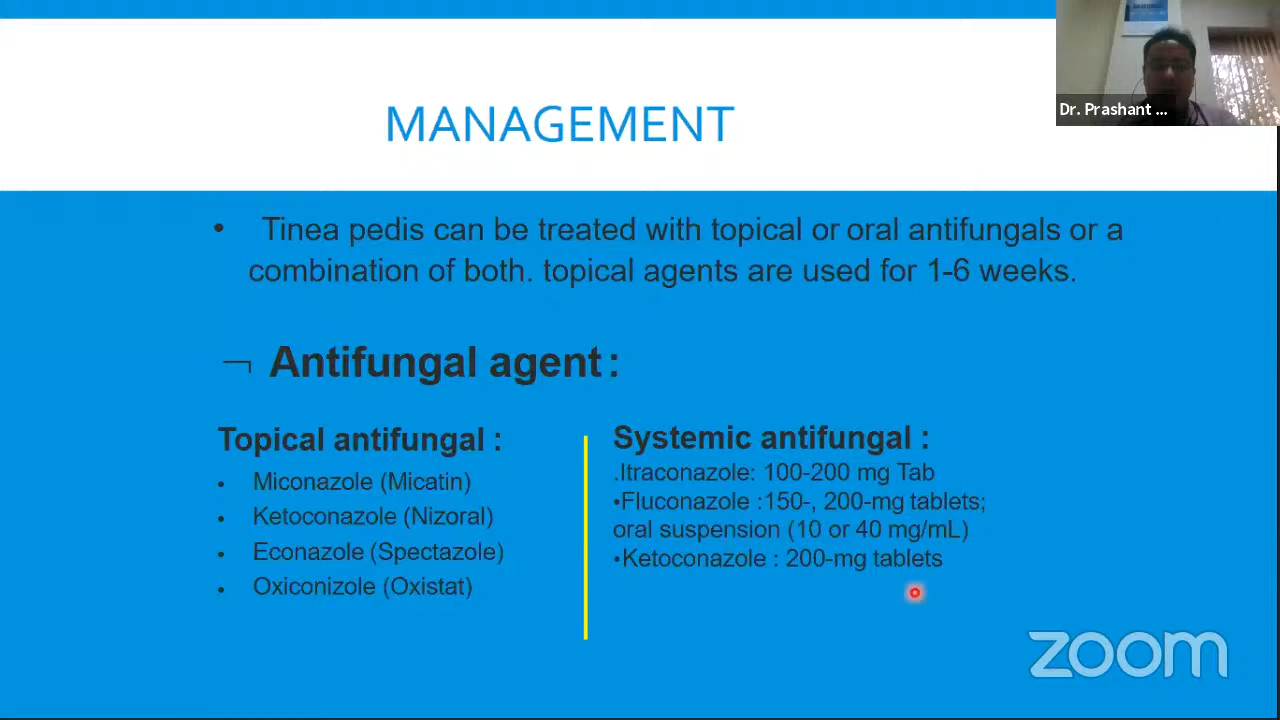 Dr. Prashant ...
MANAGEMENT
• Tinea pedis can be treated with topical or oral antifungals or a
combination of both. topical agents are used for 1-6 weeks.
¬ Antifungal agent:
Topical antifungal :
• Miconazole (Micatin)
• Ketoconazole (Nizoral)
• Econazole (Spectazole)
• Oxiconizole (Oxistat)
Systemic antifungal :
.Itraconazole: 100-200 mg Tab
•Fluconazole :150-, 200-mg tablets;
oral suspension (10 or 40 mg/mL)
•Ketoconazole : 200-mg tablets
zoom